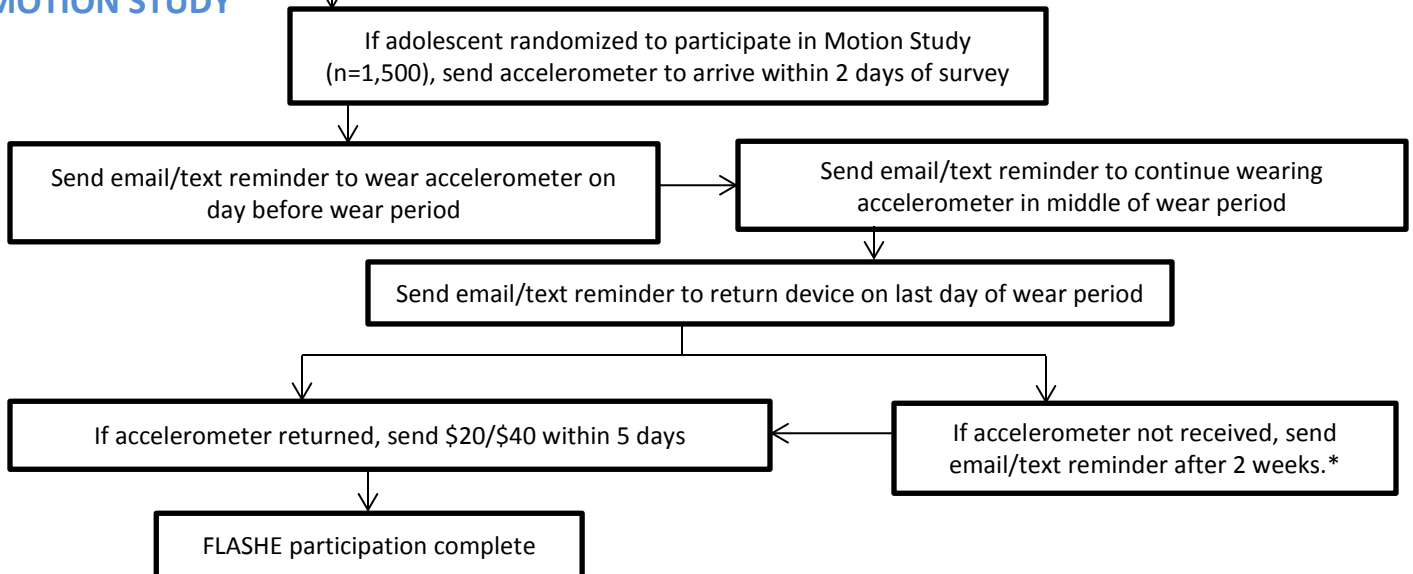 MOTION STUDY
If adolescent randomized to participate in Motion Study
(n=1,500), send accelerometer to arrive within 2 days of survey
Send email/text reminder to wear accelerometer on
day before wear period
Send email/text reminder to continue wearing
accelerometer in middle of wear period
Send email/text reminder to return device on last day of wear period
If accelerometer returned, send $20/$40 within 5 days
If accelerometer not received, send
email/text reminder after 2 weeks.*
FLASHE participation complete